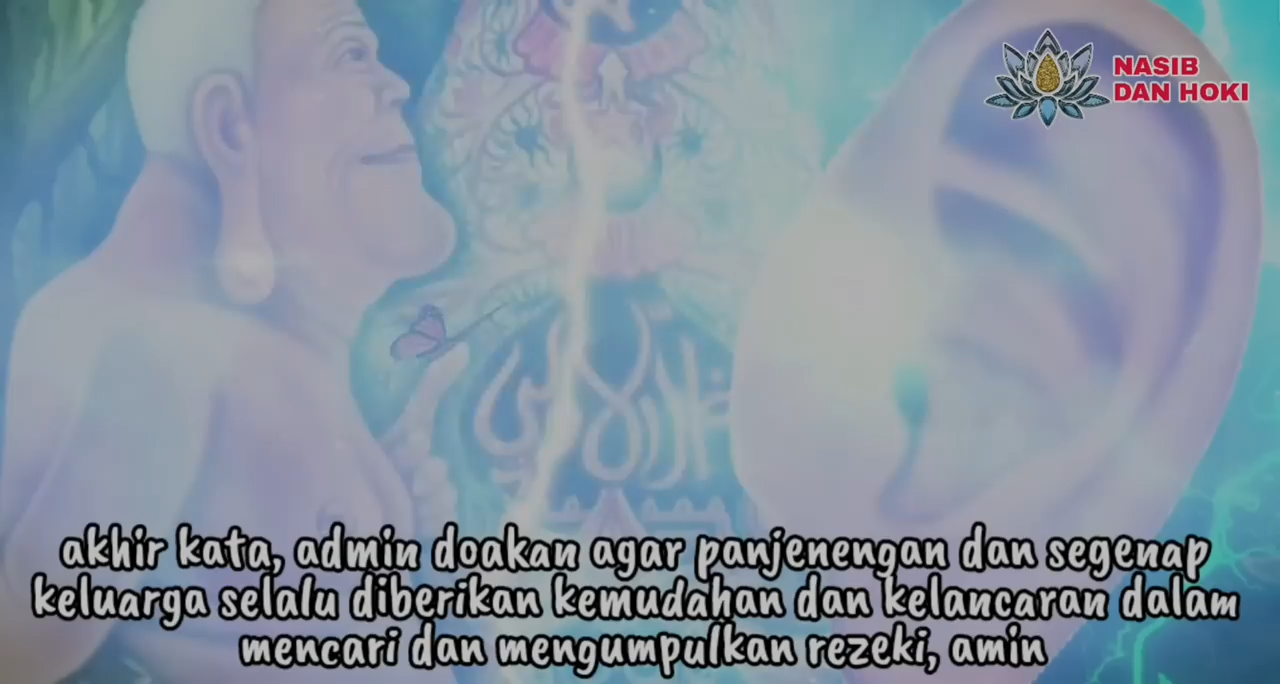 NASIB
DAN HOKI
akhir kata, admin doakan agar panjenengan dan segenap
keluarga selalu diberikan kemudahan dan kelancaran dalam
mencari dan mengumpulkan rezeki, amin